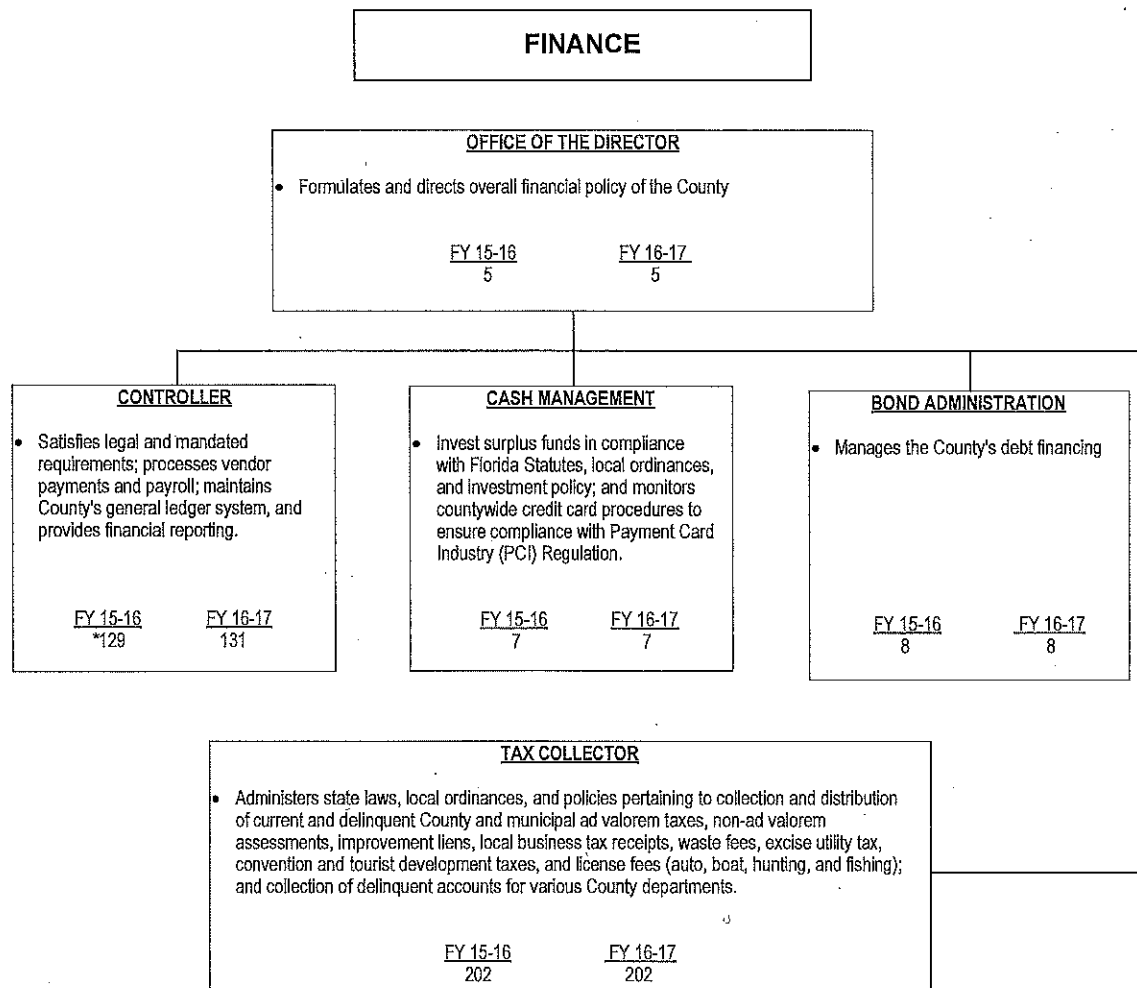 FINANCE
OFFICE OF THE DIRECTOR
• Formulates and directs overall financial policy of the County
FY 15-16 FY 16-17
5 5
CONTROLLER
• Satisfies legal and mandated
requirements; processes vendor
payments and payroll; maintains
County's general ledger system, and
provides financial reporting.
FY 15-16 FY 16-17
*129 131
CASH MANAGEMENT
• Invest surplus funds in compliance
with Florida Statutes, local ordinances,
and investment policy; and monitors
countywide credit card procedures to
ensure compliance with Payment Card
Industry (PCI) Regulation.
FY 15-16 FY 16-17
7 7
BOND ADMINISTRATION
• Manages the County's debt financing
FY 15-16 FY 16-17
8 8
TAX COLLECTOR
• Administers state laws, local ordinances, and policies pertaining to collection and distribution
of current and delinquent County and municipal ad valorem taxes, non-ad valorem
assessments, improvement liens, local business tax receipts, waste fees, excise utility tax,
convention and tourist development taxes, and license fees (auto, boat, hunting, and fishing);
and collection of delinquent accounts for various County departments.
FY 15-16 FY 16-17
202 202